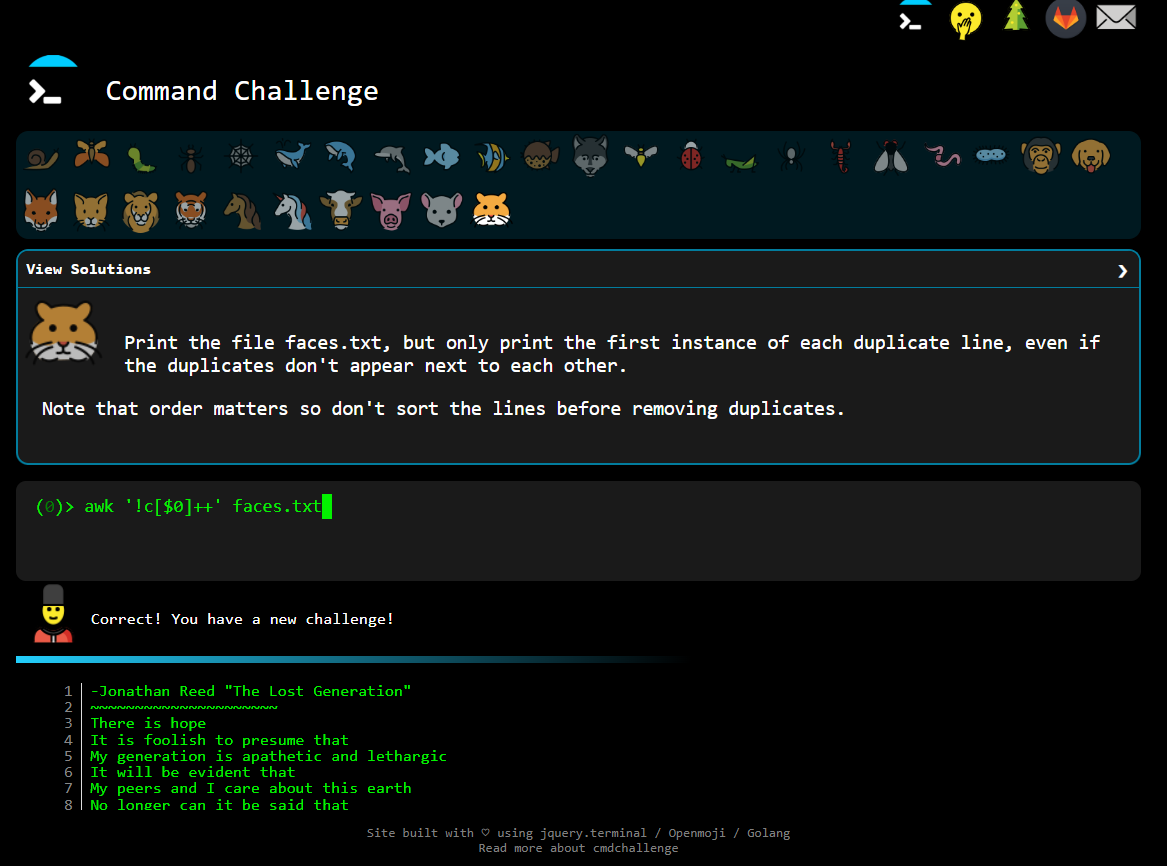 Command Challenge
View Solutions ❯
Print the file faces.txt, but only print the first instance of each duplicate line, even if
the duplicates don't appear next to each other.
Note that order matters so don't sort the lines before removing duplicates.
(0)> awk '!c[$0]++' faces.txt
Correct! You have a new challenge!
1 -Jonathan Reed "The Lost Generation"
2 ~~~~~~~~~~~~~~~~~~~~~
3 There is hope
4 It is foolish to presume that
5 My generation is apathetic and lethargic
6 It will be evident that
7 My peers and I care about this earth
8 No longer can it be said that
Site built with ♡ using jquery.terminal / Openmoji / Golang
Read more about cmdchallenge